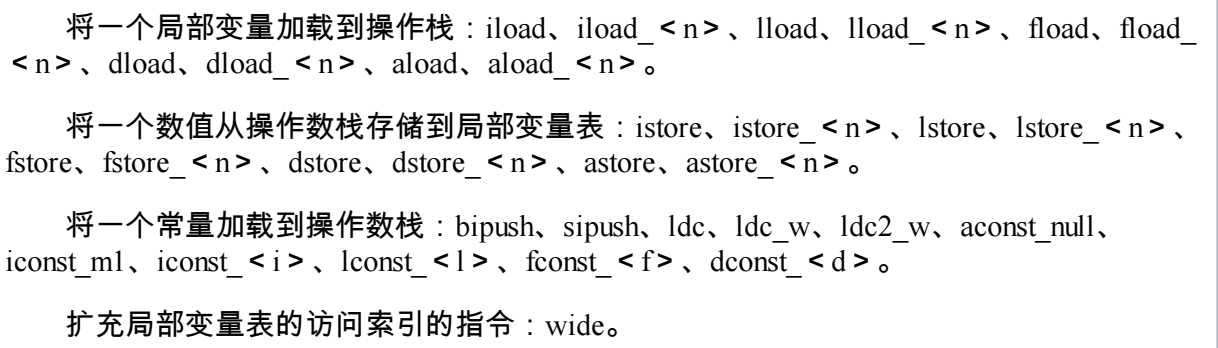 将一个局部变量加载到操作栈：iload、iload_＜n＞、lload、lload_＜n＞、fload、fload_
＜n＞、dload、dload_＜n＞、aload、aload_＜n＞。
将一个数值从操作数栈存储到局部变量表：istore、istore_＜n＞、lstore、lstore_＜n＞、
fstore、fstore_＜n＞、dstore、dstore_＜n＞、astore、astore_＜n＞。
将一个常量加载到操作数栈：bipush、sipush、ldc、ldc_w、ldc2_w、aconst_null、
iconst_m1、iconst_＜i＞、lconst_＜l＞、fconst_＜f＞、dconst_＜d＞。
扩充局部变量表的访问索引的指令：wide。